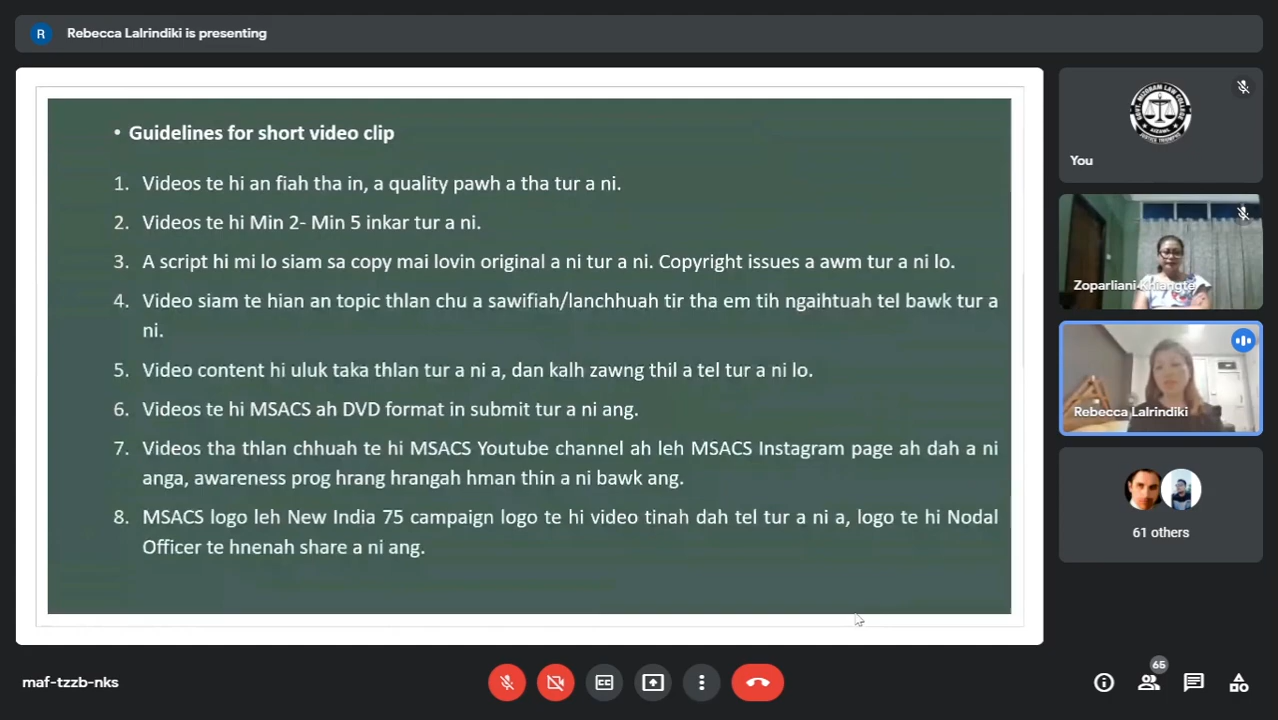 R Rebecca Lalrindiki is presenting
• Guidelines for short video clip
1. Videos te hi an fiah tha in, a quality pawh a tha tur a ni.
2. Videos te hi Min 2- Min 5 inkar tur a ni.
3. A script hi mi lo siam sa copy mai lovin original a ni tur a ni. Copyright issues a awm tur a ni lo.
4. Video siam te hian an topic thlan chu a sawifiah/lanchhuah tir tha em tih ngaihtuah tel bawk tur a
ni.
5. Video content hi uluk taka thlan tur a ni a, dan kalh zawng thil a tel tur a ni lo.
6. Videos te hi MSACS ah DVD format in submit tur a ni ang.
7. Videos tha thlan chhuah te hi MSACS Youtube channel ah leh MSACS Instagram page ah dah a ni
anga, awareness prog hrang hrangah hman thin a ni bawk ang.
8. MSACS logo leh New India 75 campaign logo te hi video tinah dah tel tur a ni a, logo te hi Nodal
Officer te hnenah share a ni ang.
GOVT. MIZORAM LAW COLLEGE
AIZAWL
You
Zoparliani Khiangte
Rebecca Lalrindiki
61 others
maf-tzzb-nks
CC
65